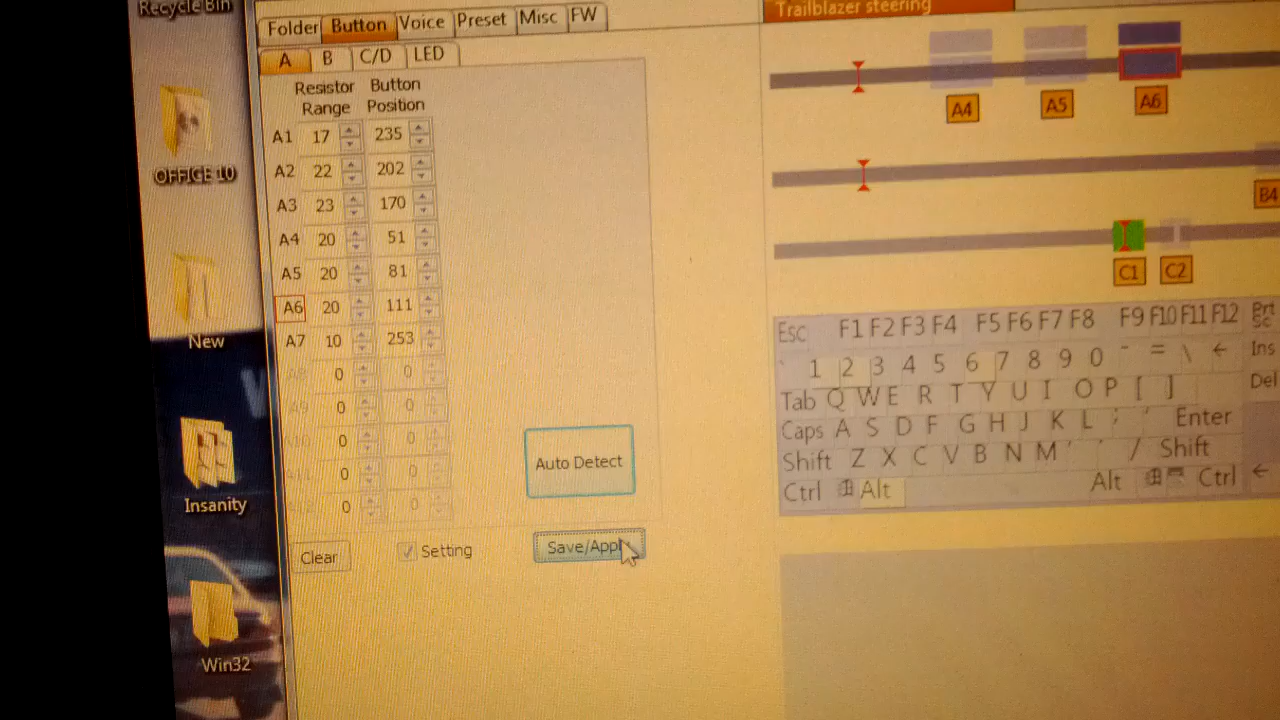 Recycle Bin
OFFICE 10
New
Insanity
Win32
Folder Button Voice Preset Misc FW
A B C/D LED
Resistor Range Button Position
A1 17 235
A2 22 202
A3 23 170
A4 20 51
A5 20 81
A6 20 111
A7 10 253
0 0
0 0
0 0
0 0
0 0
Auto Detect
Clear Setting Save/Apply
Trailblazer steering
A4 A5 A6
B4
C1 C2
Esc F1 F2 F3 F4 F5 F6 F7 F8 F9 F10 F11 F12 Prt Sc
` 1 2 3 4 5 6 7 8 9 0 - = \ ← Ins
Tab Q W E R T Y U I O P [ ] Del
Caps A S D F G H J K L ; ' Enter
Shift Z X C V B N M ' ' / Shift
Ctrl Alt Alt Ctrl ←